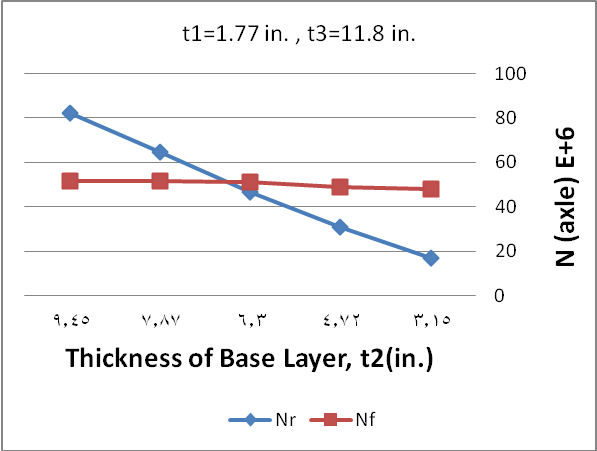 t1=1.77 in. , t3=11.8 in.
100
80
60
40
20
0
N (axle) E+6
٩,٤٥ ٧,٨٧ ٦,٣ ٤,٧٢ ٣,١٥
Thickness of Base Layer, t2(in.)
Nr Nf